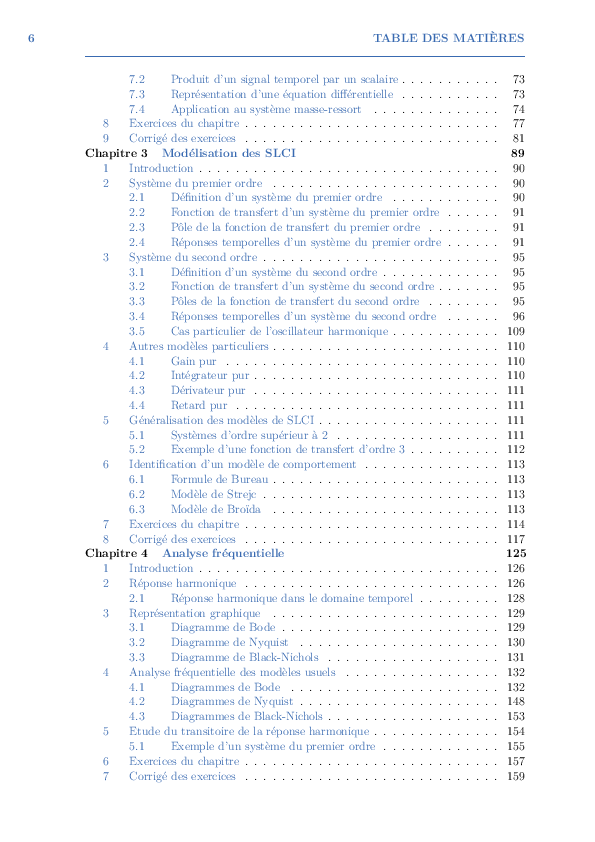 6 TABLE DES MATIÈRES
7.2 Produit d'un signal temporel par un scalaire . . . . . . . . . . . 73
7.3 Représentation d'une équation différentielle . . . . . . . . . . . 73
7.4 Application au système masse-ressort . . . . . . . . . . . . . . 74
8 Exercices du chapitre . . . . . . . . . . . . . . . . . . . . . . . . . . . . 77
9 Corrigé des exercices . . . . . . . . . . . . . . . . . . . . . . . . . . . . 81
Chapitre 3 Modélisation des SLCI 89
1 Introduction . . . . . . . . . . . . . . . . . . . . . . . . . . . . . . . . . 90
2 Système du premier ordre . . . . . . . . . . . . . . . . . . . . . . . . . 90
2.1 Définition d'un système du premier ordre . . . . . . . . . . . . 90
2.2 Fonction de transfert d'un système du premier ordre . . . . . . 91
2.3 Pôle de la fonction de transfert du premier ordre . . . . . . . . 91
2.4 Réponses temporelles d'un système du premier ordre . . . . . . 91
3 Système du second ordre . . . . . . . . . . . . . . . . . . . . . . . . . . 95
3.1 Définition d'un système du second ordre . . . . . . . . . . . . . 95
3.2 Fonction de transfert d'un système du second ordre . . . . . . . 95
3.3 Pôles de la fonction de transfert du second ordre . . . . . . . . 95
3.4 Réponses temporelles d'un système du second ordre . . . . . . 96
3.5 Cas particulier de l'oscillateur harmonique . . . . . . . . . . . . 109
4 Autres modèles particuliers . . . . . . . . . . . . . . . . . . . . . . . . . 110
4.1 Gain pur . . . . . . . . . . . . . . . . . . . . . . . . . . . . . . 110
4.2 Intégrateur pur . . . . . . . . . . . . . . . . . . . . . . . . . . . 110
4.3 Dérivateur pur . . . . . . . . . . . . . . . . . . . . . . . . . . . 111
4.4 Retard pur . . . . . . . . . . . . . . . . . . . . . . . . . . . . . 111
5 Généralisation des modèles de SLCI . . . . . . . . . . . . . . . . . . . . 111
5.1 Systèmes d'ordre supérieur à 2 . . . . . . . . . . . . . . . . . . 111
5.2 Exemple d'une fonction de transfert d'ordre 3 . . . . . . . . . . 112
6 Identification d'un modèle de comportement . . . . . . . . . . . . . . . 113
6.1 Formule de Bureau . . . . . . . . . . . . . . . . . . . . . . . . . 113
6.2 Modèle de Strejc . . . . . . . . . . . . . . . . . . . . . . . . . . 113
6.3 Modèle de Broïda . . . . . . . . . . . . . . . . . . . . . . . . . 113
7 Exercices du chapitre . . . . . . . . . . . . . . . . . . . . . . . . . . . . 114
8 Corrigé des exercices . . . . . . . . . . . . . . . . . . . . . . . . . . . . 117
Chapitre 4 Analyse fréquentielle 125
1 Introduction . . . . . . . . . . . . . . . . . . . . . . . . . . . . . . . . . 126
2 Réponse harmonique . . . . . . . . . . . . . . . . . . . . . . . . . . . . 126
2.1 Réponse harmonique dans le domaine temporel . . . . . . . . . 128
3 Représentation graphique . . . . . . . . . . . . . . . . . . . . . . . . . 129
3.1 Diagramme de Bode . . . . . . . . . . . . . . . . . . . . . . . . 129
3.2 Diagramme de Nyquist . . . . . . . . . . . . . . . . . . . . . . 130
3.3 Diagramme de Black-Nichols . . . . . . . . . . . . . . . . . . . 131
4 Analyse fréquentielle des modèles usuels . . . . . . . . . . . . . . . . . 132
4.1 Diagrammes de Bode . . . . . . . . . . . . . . . . . . . . . . . 132
4.2 Diagrammes de Nyquist . . . . . . . . . . . . . . . . . . . . . . 148
4.3 Diagrammes de Black-Nichols . . . . . . . . . . . . . . . . . . . 153
5 Etude du transitoire de la réponse harmonique . . . . . . . . . . . . . . 154
5.1 Exemple d'un système du premier ordre . . . . . . . . . . . . . 155
6 Exercices du chapitre . . . . . . . . . . . . . . . . . . . . . . . . . . . . 157
7 Corrigé des exercices . . . . . . . . . . . . . . . . . . . . . . . . . . . . 159